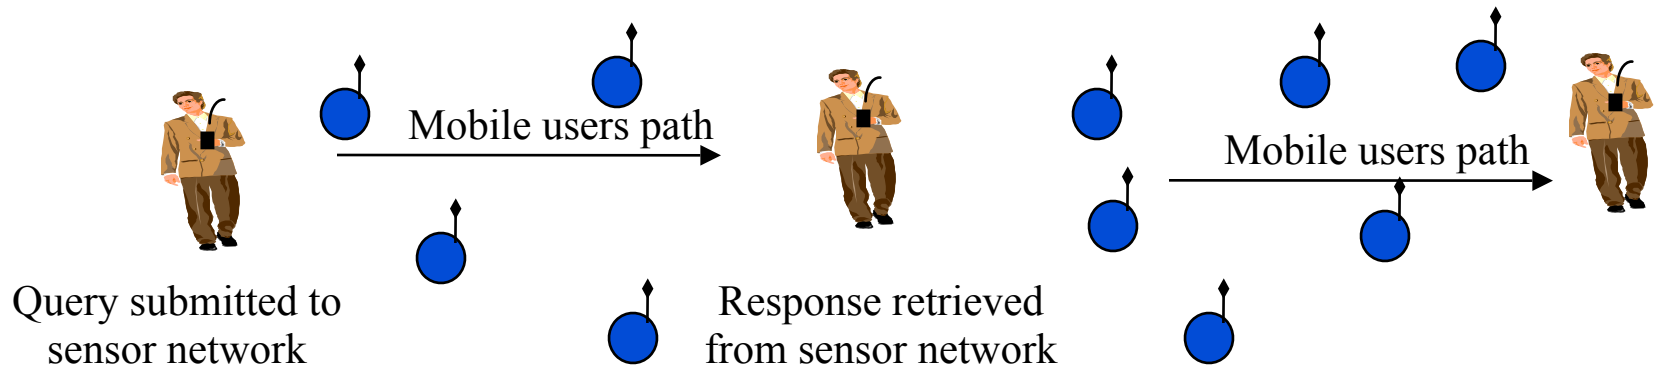 Mobile users path
Mobile users path
Query submitted to
sensor network
Response retrieved
from sensor network